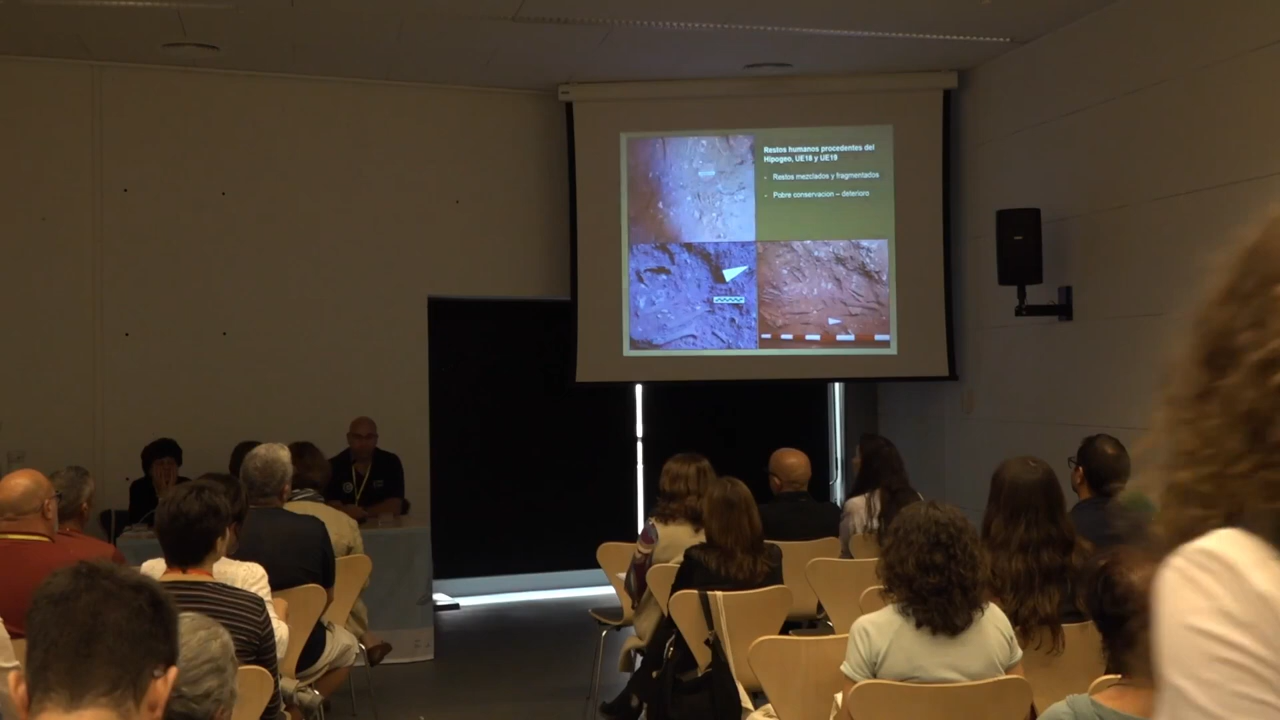 Restos humanos procedentes del
Hipogeo, UE18 y UE19
- Restos mezclados y fragmentados
- Pobre conservacion – deterioro